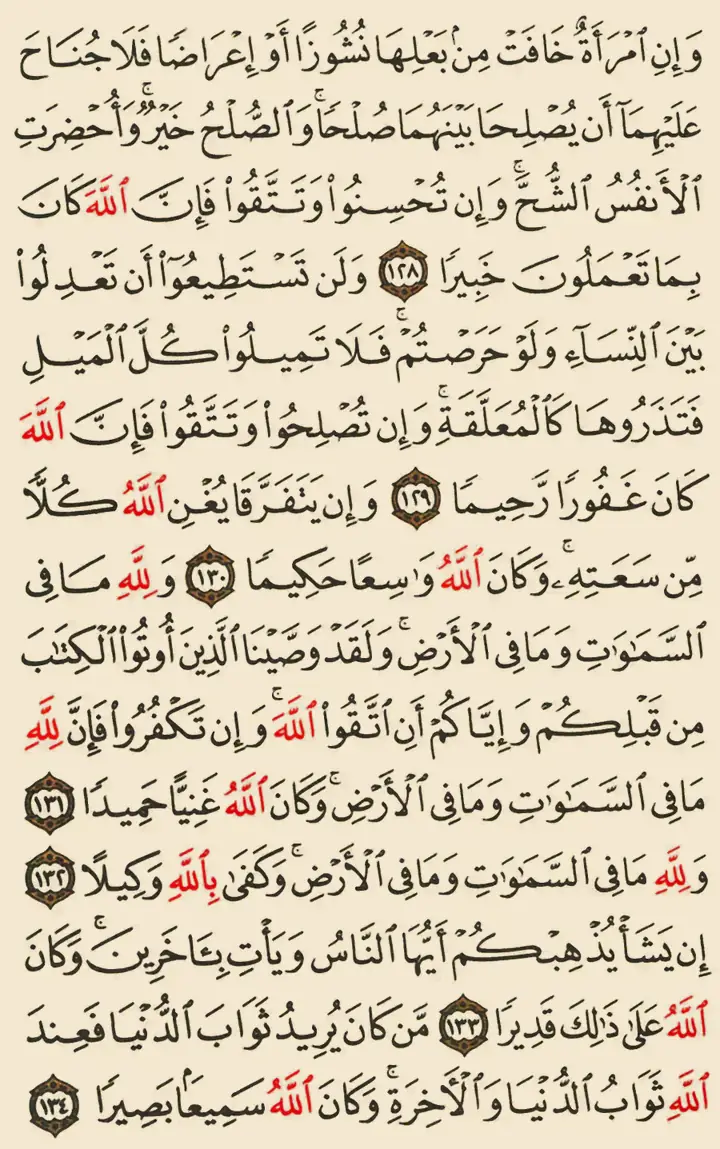 وَإِنِ ٱمْرَأَةٌ خَافَتْ مِنۢ بَعْلِهَا نُشُوزًا أَوْ إِعْرَاضًا فَلَا جُنَاحَ
عَلَيْهِمَآ أَن يُصْلِحَا بَيْنَهُمَا صُلْحًاۚ وَٱلصُّلْحُ خَيْرٌۗ وَأُحْضِرَتِ
ٱلْأَنفُسُ ٱلشُّحَّۚ وَإِن تُحْسِنُوا۟ وَتَتَّقُوا۟ فَإِنَّ ٱللَّهَ كَانَ
بِمَا تَعْمَلُونَ خَبِيرًا ١٢٨ وَلَن تَسْتَطِيعُوٓا۟ أَن تَعْدِلُوا۟
بَيْنَ ٱلنِّسَآءِ وَلَوْ حَرَصْتُمْۖ فَلَا تَمِيلُوا۟ كُلَّ ٱلْمَيْلِ
فَتَذَرُوهَا كَٱلْمُعَلَّقَةِۚ وَإِن تُصْلِحُوا۟ وَتَتَّقُوا۟ فَإِنَّ ٱللَّهَ
كَانَ غَفُورًا رَّحِيمًا ١٢٩ وَإِن يَتَفَرَّقَا يُغْنِ ٱللَّهُ كُلًّا
مِّن سَعَتِهِۦۚ وَكَانَ ٱللَّهُ وَٰسِعًا حَكِيمًا ١٣٠ وَلِلَّهِ مَا فِى
ٱلسَّمَٰوَٰتِ وَمَا فِى ٱلْأَرْضِۗ وَلَقَدْ وَصَّيْنَا ٱلَّذِينَ أُوتُوا۟ ٱلْكِتَٰبَ
مِن قَبْلِكُمْ وَإِيَّاكُمْ أَنِ ٱتَّقُوا۟ ٱللَّهَۚ وَإِن تَكْفُرُوا۟ فَإِنَّ لِلَّهِ
مَا فِى ٱلسَّمَٰوَٰتِ وَمَا فِى ٱلْأَرْضِۚ وَكَانَ ٱللَّهُ غَنِيًّا حَمِيدًا ١٣١
وَلِلَّهِ مَا فِى ٱلسَّمَٰوَٰتِ وَمَا فِى ٱلْأَرْضِۚ وَكَفَىٰ بِٱللَّهِ وَكِيلًا ١٣٢
إِن يَشَأْ يُذْهِبْكُمْ أَيُّهَا ٱلنَّاسُ وَيَأْتِ بِـَٔاخَرِينَۚ وَكَانَ
ٱللَّهُ عَلَىٰ ذَٰلِكَ قَدِيرًا ١٣٣ مَّن كَانَ يُرِيدُ ثَوَابَ ٱلدُّنْيَا فَعِندَ
ٱللَّهِ ثَوَابُ ٱلدُّنْيَا وَٱلْأَخِرَةِۚ وَكَانَ ٱللَّهُ سَمِيعًۢا بَصِيرًا ١٣٤